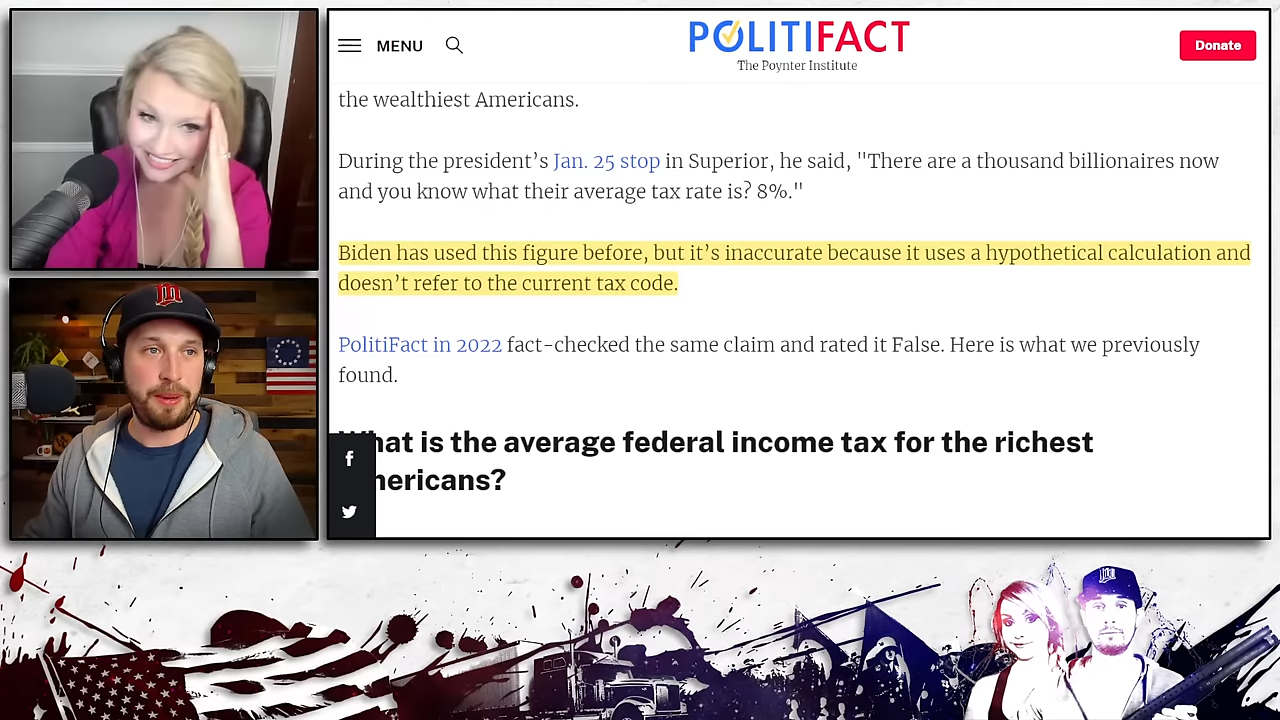 MENU
POLITIFACT
The Poynter Institute
Donate
the wealthiest Americans.
During the president’s Jan. 25 stop in Superior, he said, "There are a thousand billionaires now
and you know what their average tax rate is? 8%."
Biden has used this figure before, but it’s inaccurate because it uses a hypothetical calculation and
doesn’t refer to the current tax code.
PolitiFact in 2022 fact-checked the same claim and rated it False. Here is what we previously
found.
What is the average federal income tax for the richest
mericans?